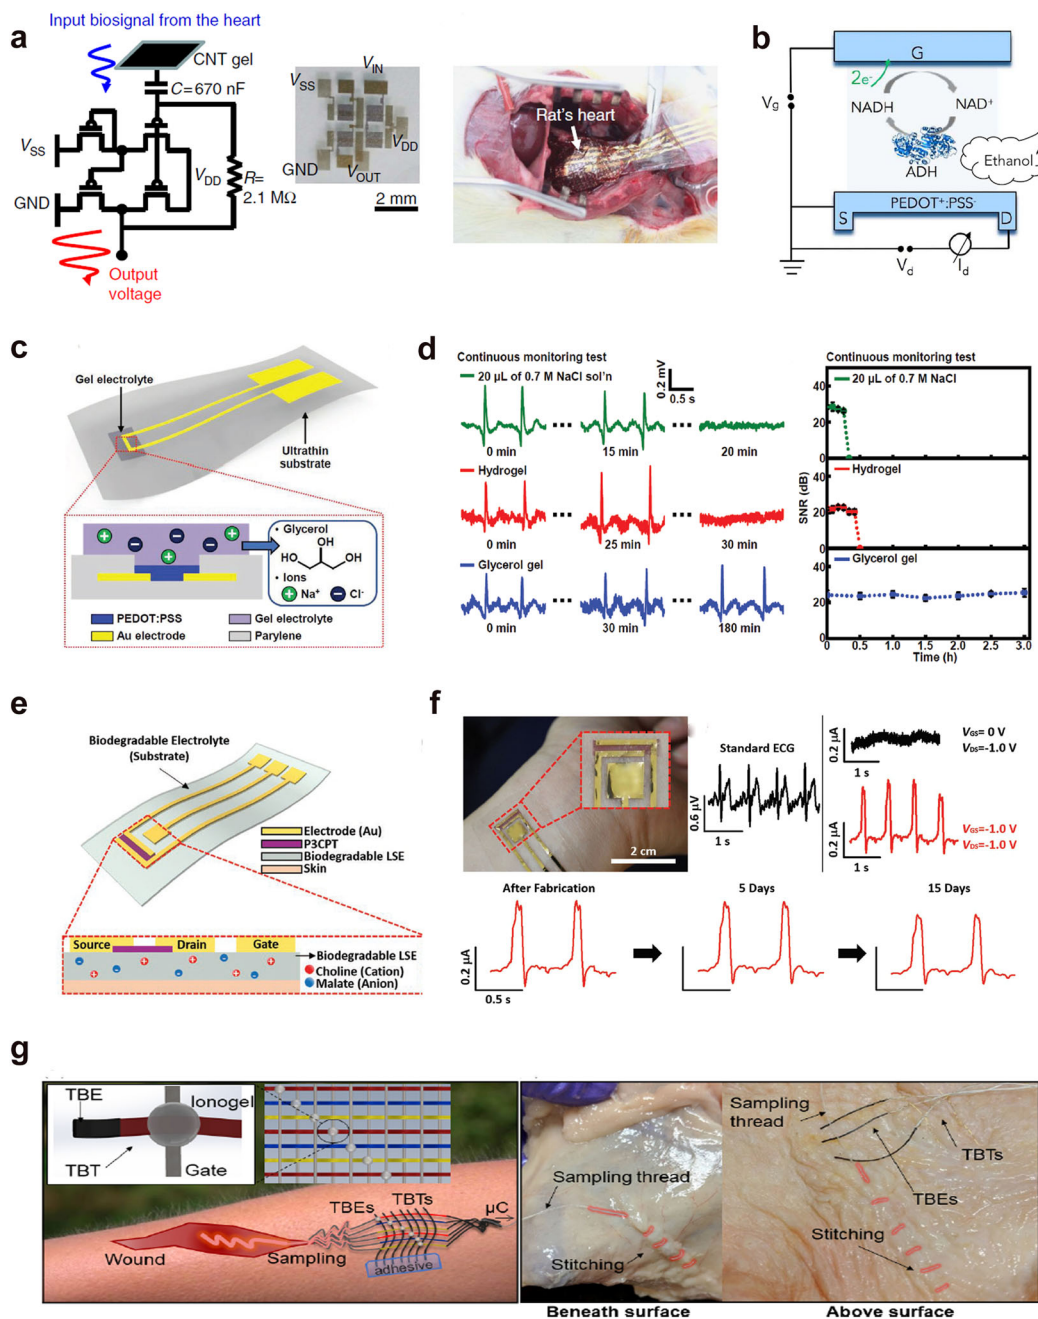 a
Input biosignal from the heart
CNT gel
C=670 nF
VSS
VDD
GND
R=
2.1 MΩ
Output
voltage
VIN
VSS
VDD
GND
VOUT
2 mm
Rat's heart
b
G
2e-
Vg
NADH
NAD+
ADH
Ethanol
PEDOT+:PSS-
S
D
Vd
Id
c
Gel electrolyte
Ultrathin
substrate
• Glycerol
OH
HO
OH
• Ions
Na+
Cl-
PEDOT:PSS
Gel electrolyte
Au electrode
Parylene
d
Continuous monitoring test
20 µL of 0.7 M NaCl sol'n
0.2 mV
0.5 s
0 min
15 min
20 min
Hydrogel
0 min
25 min
30 min
Glycerol gel
0 min
30 min
180 min
Continuous monitoring test
20 µL of 0.7 M NaCl
Hydrogel
Glycerol gel
SNR (dB)
40
20
0
40
20
0
40
20
0
0 0.5 1.0 1.5 2.0 2.5 3.0
Time (h)
e
Biodegradable Electrolyte
(Substrate)
Electrode (Au)
P3CPT
Biodegradable LSE
Skin
Source
Drain
Gate
Biodegradable LSE
Choline (Cation)
Malate (Anion)
f
2 cm
Standard ECG
0.6 µV
1 s
0.2 µA
1 s
VGS= 0 V
VDS=-1.0 V
0.2 µA
1 s
VGS=-1.0 V
VDS=-1.0 V
After Fabrication
5 Days
15 Days
0.2 µA
0.5 s
g
TBE
Ionogel
TBT
Gate
TBEs
TBTs
µC
Wound
Sampling
adhesive
Sampling thread
Stitching
Beneath surface
Sampling
thread
TBTs
TBEs
Stitching
Above surface